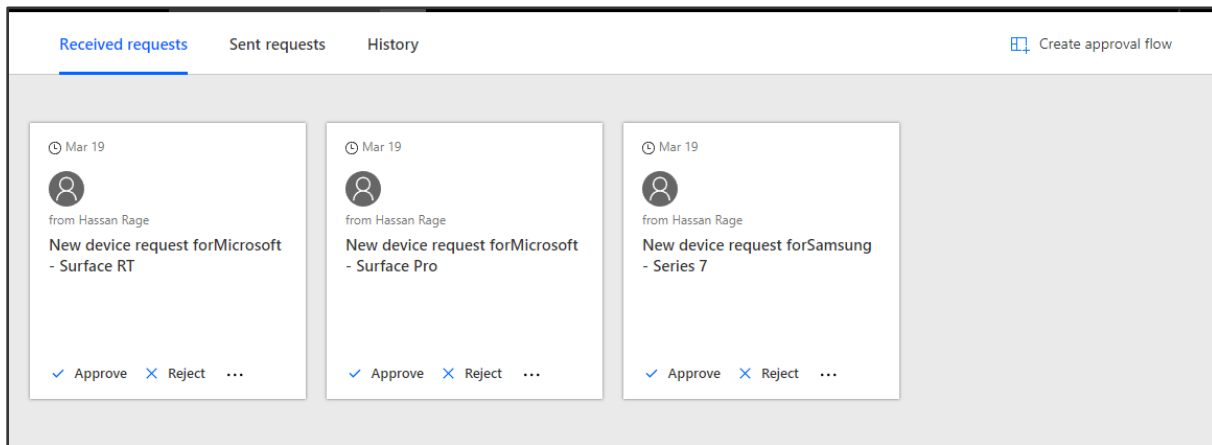 Received requests Sent requests History Create approval flow
Mar 19
from Hassan Rage
New device request forMicrosoft
- Surface RT
Approve Reject ...
Mar 19
from Hassan Rage
New device request forMicrosoft
- Surface Pro
Approve Reject ...
Mar 19
from Hassan Rage
New device request forSamsung
- Series 7
Approve Reject ...